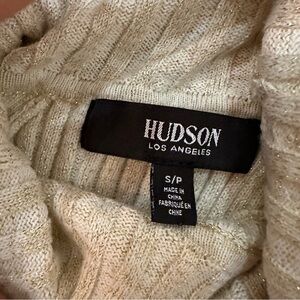 HUDSON
LOS ANGELES
S/P
MADE IN
CHINA
FABRIQUÉ EN
CHINE